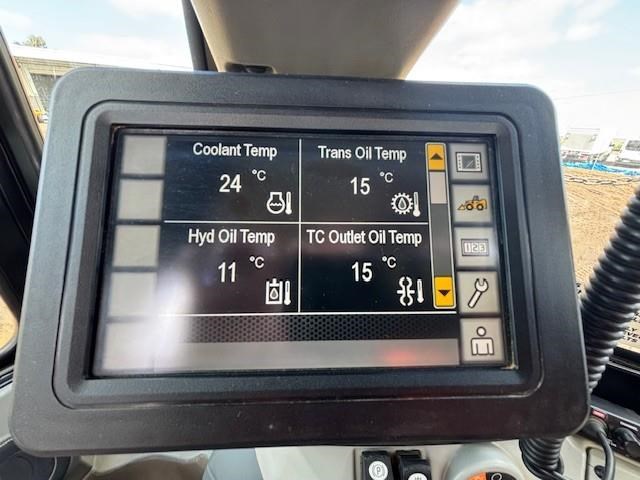 Coolant Temp
24 °C
Trans Oil Temp
15 °C
Hyd Oil Temp
11 °C
TC Outlet Oil Temp
15 °C
123
P